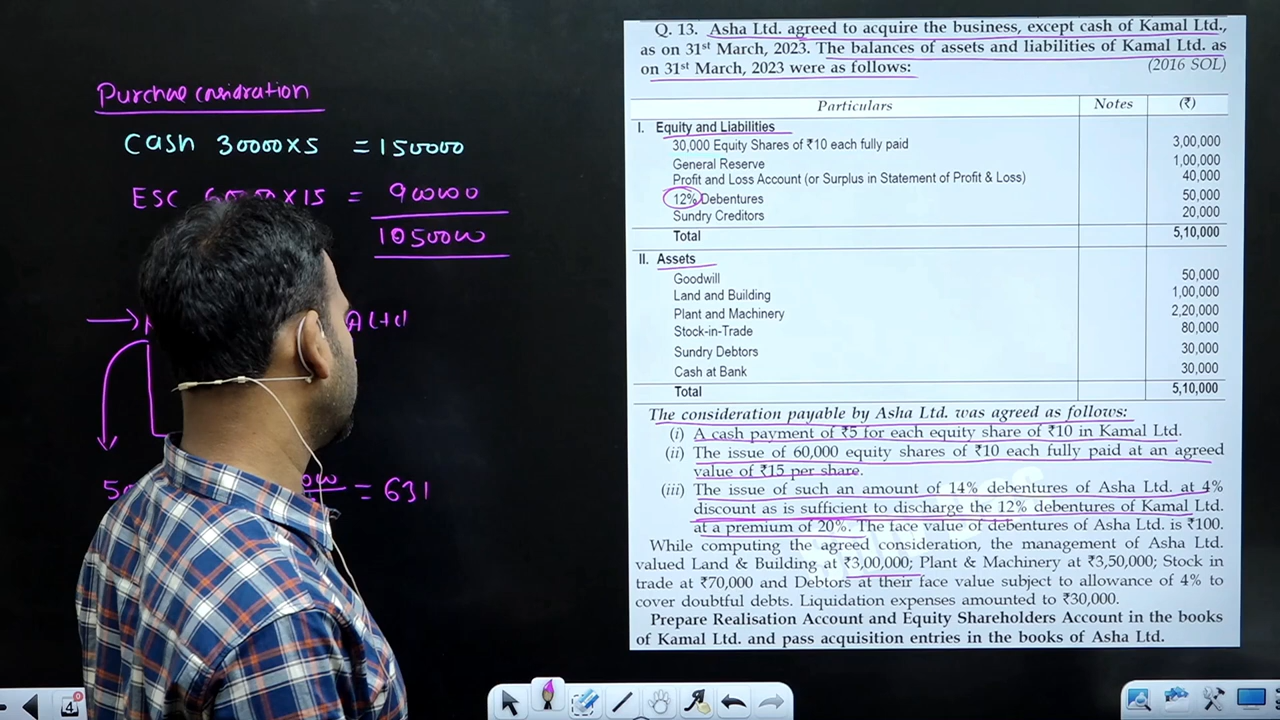 Purchase consideration
Cash 30000x5 = 150000
ESC x15 = 900000
1050000
A (+c)
= 631
Q. 13. Asha Ltd. agreed to acquire the business, except cash of Kamal Ltd.,
as on 31st March, 2023. The balances of assets and liabilities of Kamal Ltd. as
on 31st March, 2023 were as follows: (2016 SOL)
Particulars Notes (₹)
I. Equity and Liabilities
30,000 Equity Shares of ₹10 each fully paid 3,00,000
General Reserve 1,00,000
Profit and Loss Account (or Surplus in Statement of Profit & Loss) 40,000
12% Debentures 50,000
Sundry Creditors 20,000
Total 5,10,000
II. Assets
Goodwill 50,000
Land and Building 1,00,000
Plant and Machinery 2,20,000
Stock-in-Trade 80,000
Sundry Debtors 30,000
Cash at Bank 30,000
Total 5,10,000
The consideration payable by Asha Ltd. was agreed as follows:
(i) A cash payment of ₹5 for each equity share of ₹10 in Kamal Ltd.
(ii) The issue of 60,000 equity shares of ₹10 each fully paid at an agreed
value of ₹15 per share.
(iii) The issue of such an amount of 14% debentures of Asha Ltd. at 4%
discount as is sufficient to discharge the 12% debentures of Kamal Ltd.
at a premium of 20%. The face value of debentures of Asha Ltd. is ₹100.
While computing the agreed consideration, the management of Asha Ltd.
valued Land & Building at ₹3,00,000; Plant & Machinery at ₹3,50,000; Stock in
trade at ₹70,000 and Debtors at their face value subject to allowance of 4% to
cover doubtful debts. Liquidation expenses amounted to ₹30,000.
Prepare Realisation Account and Equity Shareholders Account in the books
of Kamal Ltd. and pass acquisition entries in the books of Asha Ltd.
4